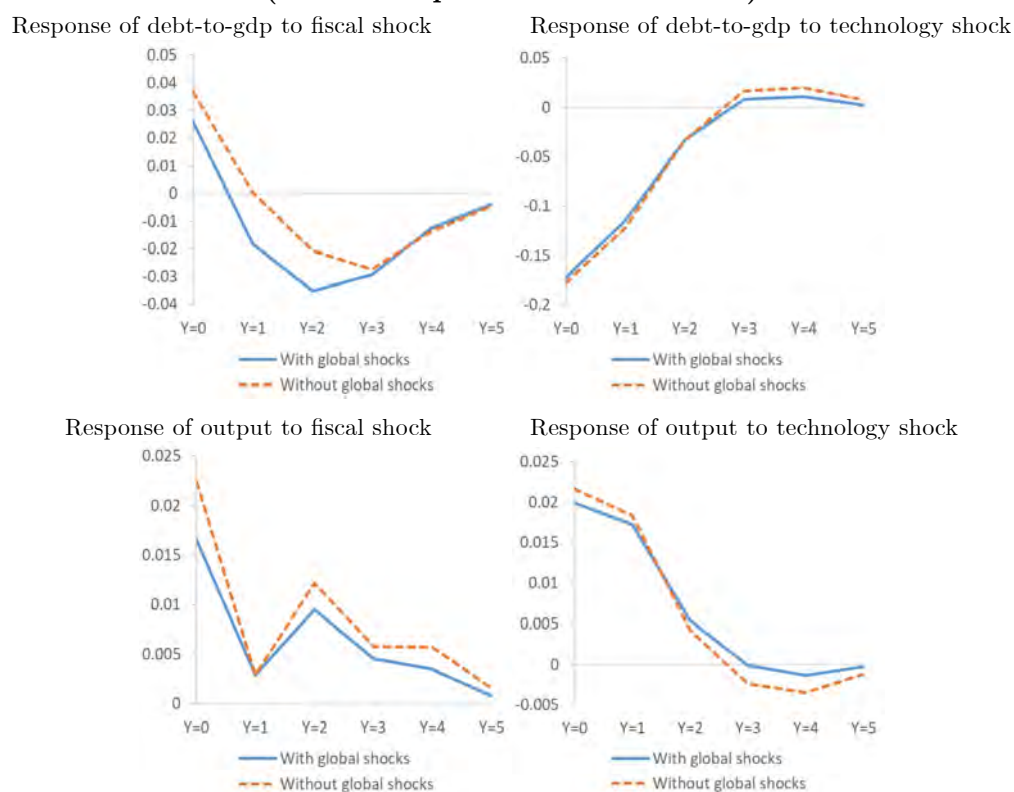 Response of debt-to-gdp to fiscal shock
0.05
0.04
0.03
0.02
0.01
0
-0.01
-0.02
-0.03
-0.04
Y=0 Y=1 Y=2 Y=3 Y=4 Y=5
With global shocks
Without global shocks
Response of debt-to-gdp to technology shock
0.05
0
-0.05
-0.1
-0.15
-0.2
Y=0 Y=1 Y=2 Y=3 Y=4 Y=5
With global shocks
Without global shocks
Response of output to fiscal shock
0.025
0.02
0.015
0.01
0.005
0
Y=0 Y=1 Y=2 Y=3 Y=4 Y=5
With global shocks
Without global shocks
Response of output to technology shock
0.025
0.02
0.015
0.01
0.005
0
-0.005
Y=0 Y=1 Y=2 Y=3 Y=4 Y=5
With global shocks
Without global shocks